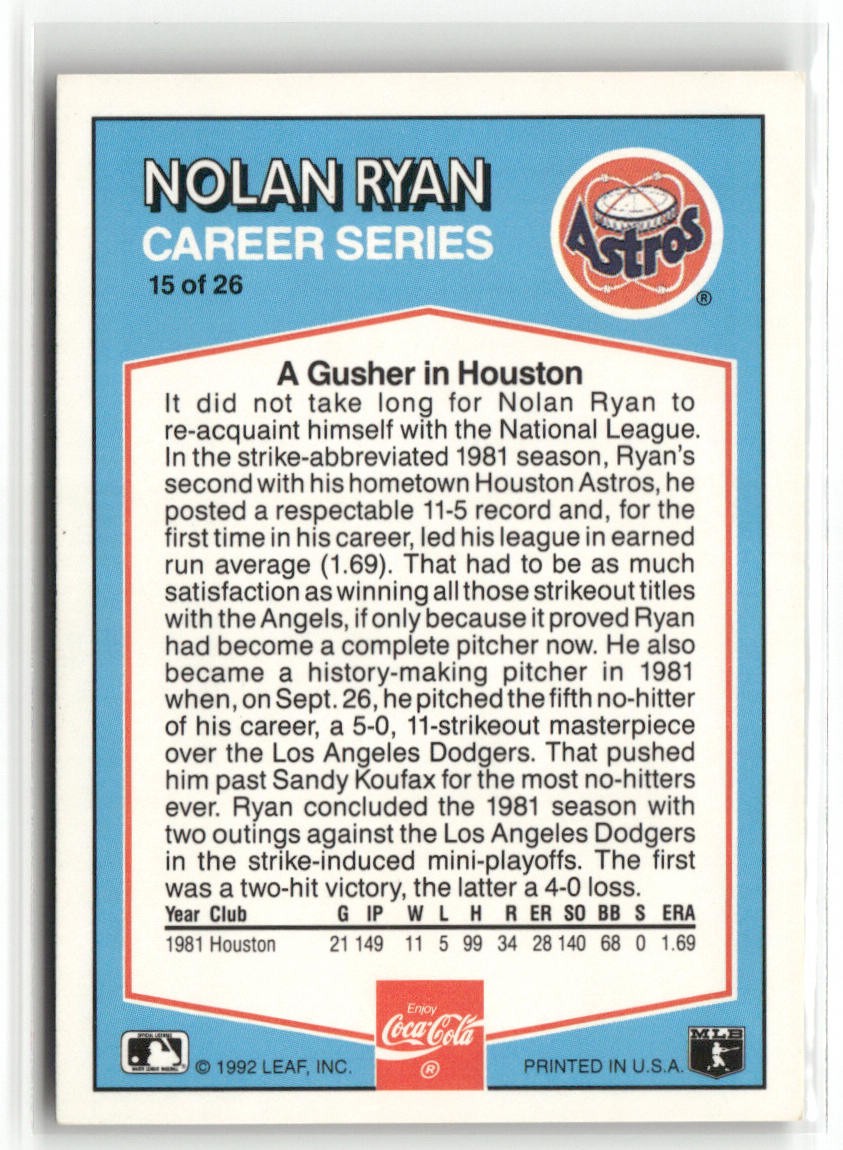 NOLAN RYAN
CAREER SERIES
15 of 26
Astros
®
A Gusher in Houston
It did not take long for Nolan Ryan to
re-acquaint himself with the National League.
In the strike-abbreviated 1981 season, Ryan's
second with his hometown Houston Astros, he
posted a respectable 11-5 record and, for the
first time in his career, led his league in earned
run average (1.69). That had to be as much
satisfaction as winning all those strikeout titles
with the Angels, if only because it proved Ryan
had become a complete pitcher now. He also
became a history-making pitcher in 1981
when, on Sept. 26, he pitched the fifth no-hitter
of his career, a 5-0, 11-strikeout masterpiece
over the Los Angeles Dodgers. That pushed
him past Sandy Koufax for the most no-hitters
ever. Ryan concluded the 1981 season with
two outings against the Los Angeles Dodgers
in the strike-induced mini-playoffs. The first
was a two-hit victory, the latter a 4-0 loss.
Year Club G IP W L H R ER SO BB S ERA
1981 Houston 21 149 11 5 99 34 28 140 68 0 1.69
Enjoy
Coca-Cola
®
OFFICIAL LICENSEE
MAJOR LEAGUE BASEBALL
®
© 1992 LEAF, INC.
PRINTED IN U.S.A.
MLB